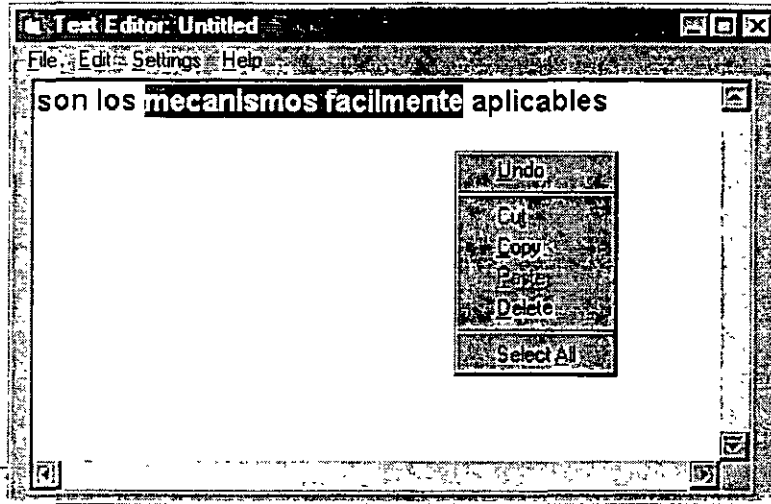 Text Editor: Untitled
File Edit Settings Help
son los mecanismos facilmente aplicables
Undo
Cut
Copy
Paste
Delete
Select All